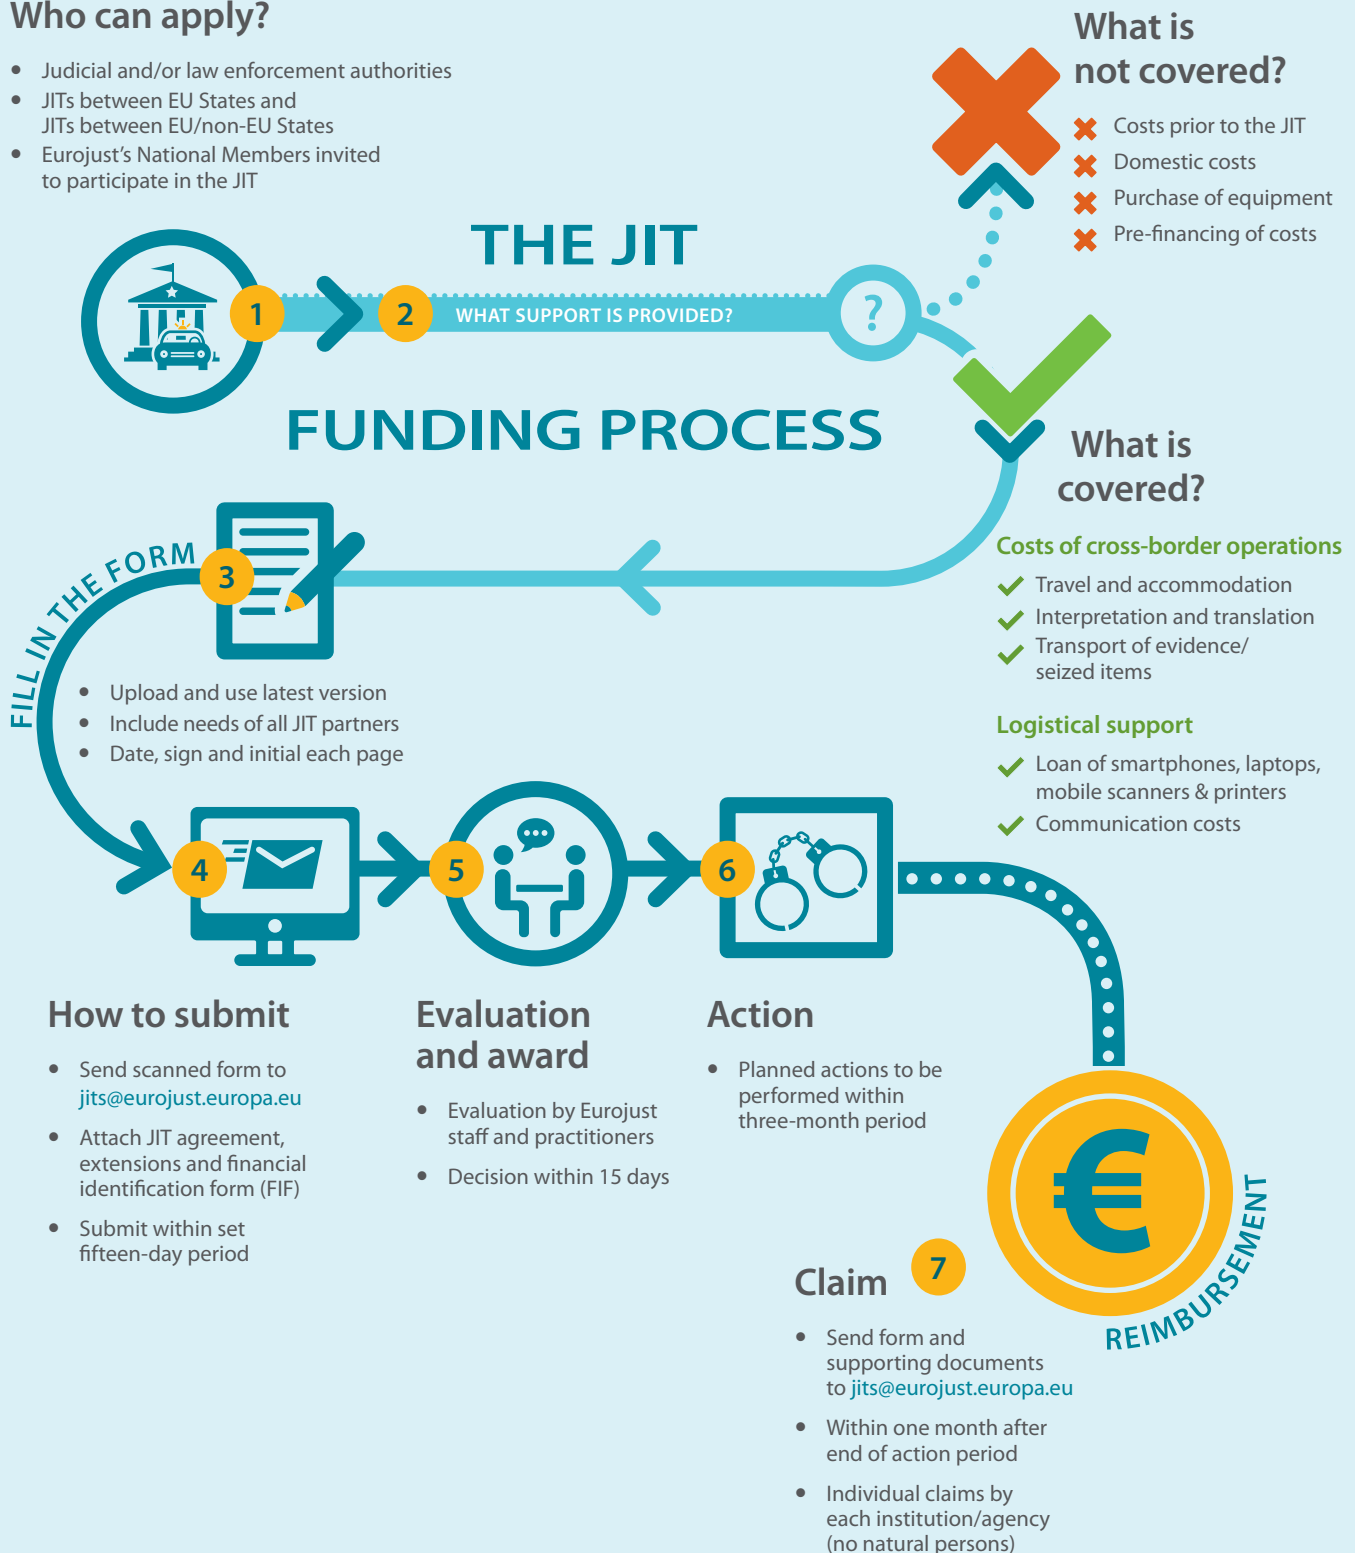 Who can apply?
• Judicial and/or law enforcement authorities
• JITs between EU States and
JITs between EU/non-EU States
• Eurojust's National Members invited
to participate in the JIT
What is
not covered?
Costs prior to the JIT
Domestic costs
Purchase of equipment
Pre-financing of costs
THE JIT
1
2
WHAT SUPPORT IS PROVIDED?
?
FUNDING PROCESS
What is
covered?
Costs of cross-border operations
Travel and accommodation
Interpretation and translation
Transport of evidence/
seized items
Logistical support
Loan of smartphones, laptops,
mobile scanners & printers
Communication costs
FILL IN THE FORM
3
• Upload and use latest version
• Include needs of all JIT partners
• Date, sign and initial each page
4
5
6
How to submit
• Send scanned form to
jits@eurojust.europa.eu
• Attach JIT agreement,
extensions and financial
identification form (FIF)
• Submit within set
fifteen-day period
Evaluation
and award
• Evaluation by Eurojust
staff and practitioners
• Decision within 15 days
Action
• Planned actions to be
performed within
three-month period
€
REIMBURSEMENT
Claim
7
• Send form and
supporting documents
to jits@eurojust.europa.eu
• Within one month after
end of action period
• Individual claims by
each institution/agency
(no natural persons)